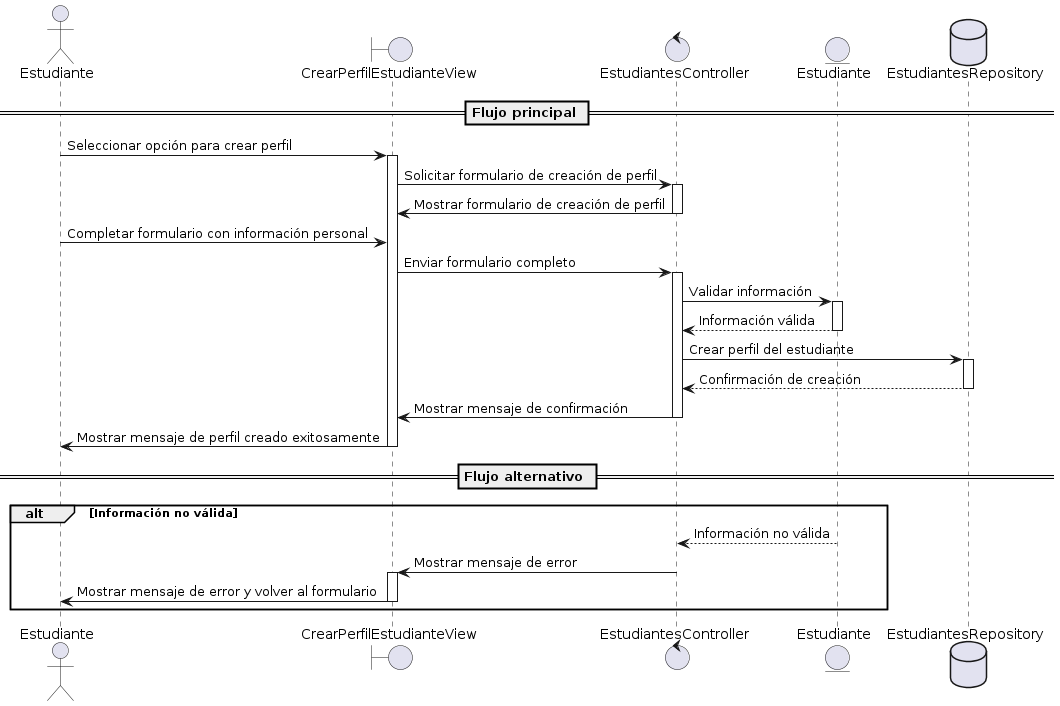 Estudiante
CrearPerfilEstudianteView
EstudiantesController
Estudiante
EstudiantesRepository
Flujo principal
Seleccionar opción para crear perfil
Solicitar formulario de creación de perfil
Mostrar formulario de creación de perfil
Completar formulario con información personal
Enviar formulario completo
Validar información
Información válida
Crear perfil del estudiante
Confirmación de creación
Mostrar mensaje de confirmación
Mostrar mensaje de perfil creado exitosamente
Flujo alternativo
alt [Información no válida]
Información no válida
Mostrar mensaje de error
Mostrar mensaje de error y volver al formulario
Estudiante
CrearPerfilEstudianteView
EstudiantesController
Estudiante
EstudiantesRepository